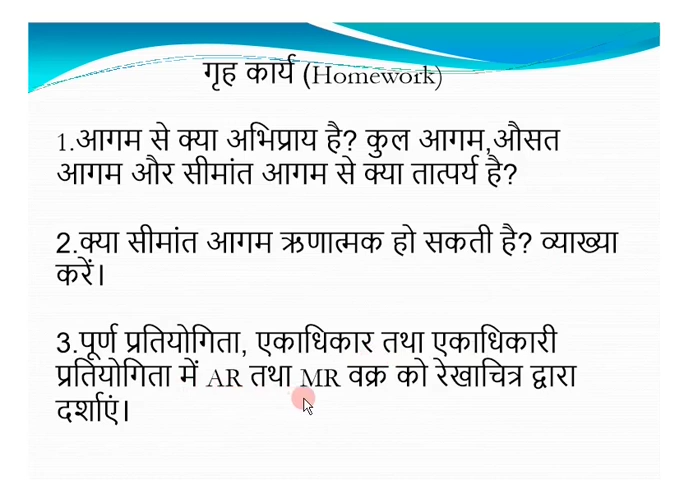 गृह कार्य (Homework)
1.आगम से क्या अभिप्राय है? कुल आगम,औसत
आगम और सीमांत आगम से क्या तात्पर्य है?
2.क्या सीमांत आगम ऋणात्मक हो सकती है? व्याख्या
करें।
3.पूर्ण प्रतियोगिता, एकाधिकार तथा एकाधिकारी
प्रतियोगिता में AR तथा MR वक्र को रेखाचित्र द्वारा
दर्शाएं।